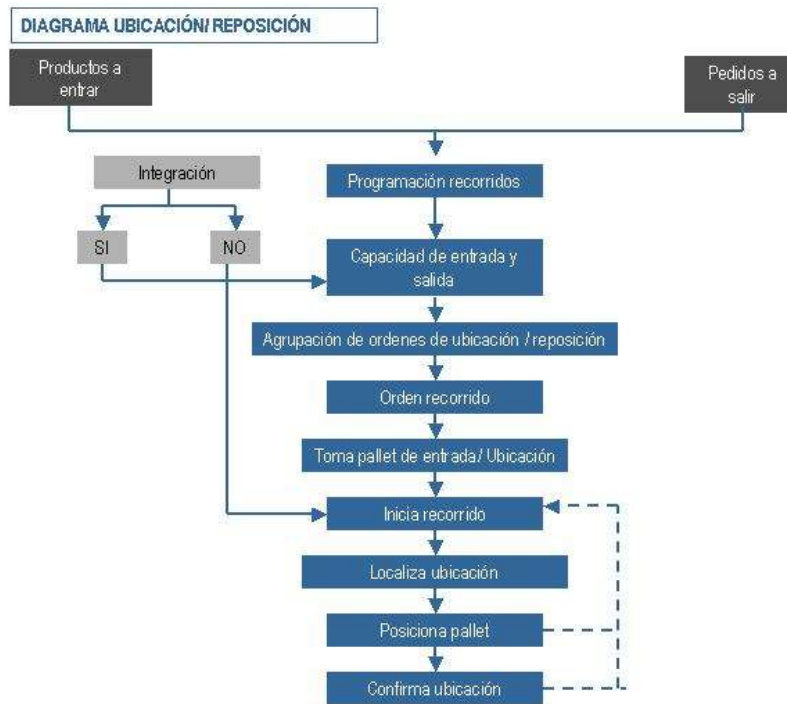 DIAGRAMA UBICACIÓN/ REPOSICIÓN
Productos a
entrar
Pedidos a
salir
Integración
Programación recorridos
SI
NO
Capacidad de entrada y
salida
Agrupación de ordenes de ubicación / reposición
Orden recorrido
Toma pallet de entrada/ Ubicación
Inicia recorrido
Localiza ubicación
Posiciona pallet
Confirma ubicación